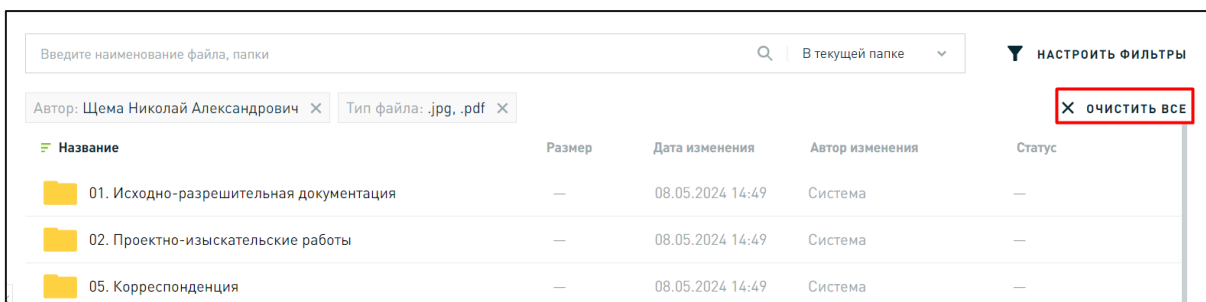 Введите наименование файла, папки В текущей папке НАСТРОИТЬ ФИЛЬТРЫ
Автор: Щема Николай Александрович Тип файла: .jpg, .pdf ОЧИСТИТЬ ВСЕ
Название Размер Дата изменения Автор изменения Статус
01. Исходно-разрешительная документация — 08.05.2024 14:49 Система —
02. Проектно-изыскательские работы — 08.05.2024 14:49 Система —
05. Корреспонденция — 08.05.2024 14:49 Система —